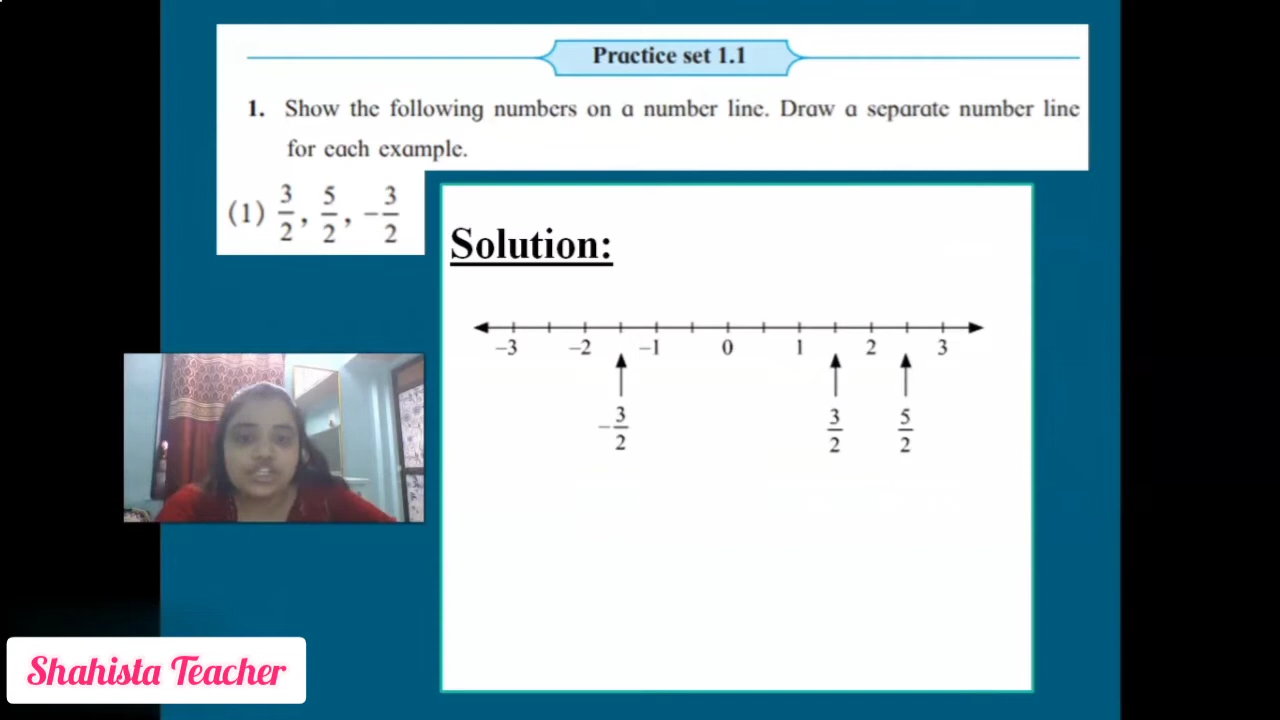 Practice set 1.1
1. Show the following numbers on a number line. Draw a separate number line
for each example.
(1) 3/2, 5/2, -3/2
Solution:
–3 –2 –1 0 1 2 3
-3/2 3/2 5/2
Shahista Teacher